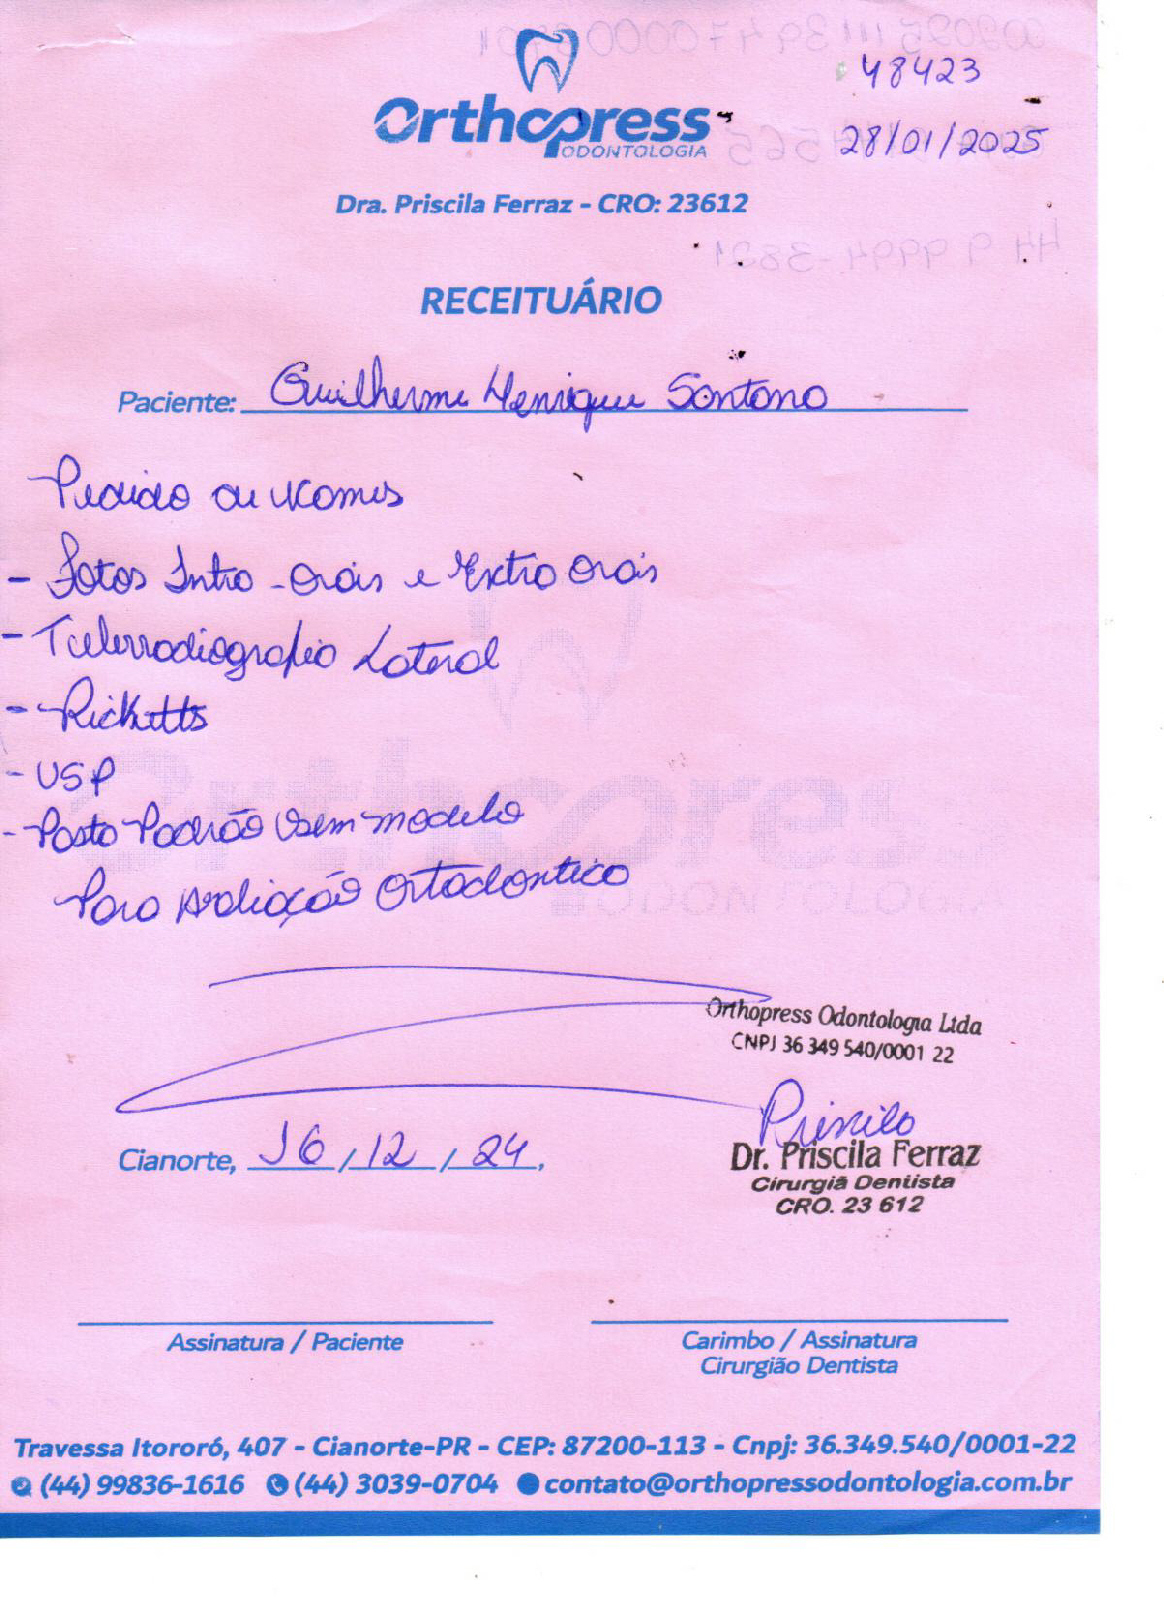 48423
Orthopress
ODONTOLOGIA
28/01/2025
Dra. Priscila Ferraz - CRO: 23612
RECEITUÁRIO
Paciente: Guilherme Henrique Santana
Pedido de exames
- Fotos Intra-orais e Extra orais
- Telerradiografia Lateral
- Ricketts
- USP
- Pasta Padrão sem modelo
Para Avaliação Ortodontica
Orthopress Odontologia Ltda
CNPJ 36 349 540/0001 22
Priscila
Dr. Priscila Ferraz
Cirurgiã Dentista
CRO. 23 612
Cianorte, 16/12/24.
Assinatura / Paciente
Carimbo / Assinatura
Cirurgião Dentista
Travessa Itororó, 407 - Cianorte-PR - CEP: 87200-113 - Cnpj: 36.349.540/0001-22
(44) 99836-1616 (44) 3039-0704 contato@orthopressodontologia.com.br